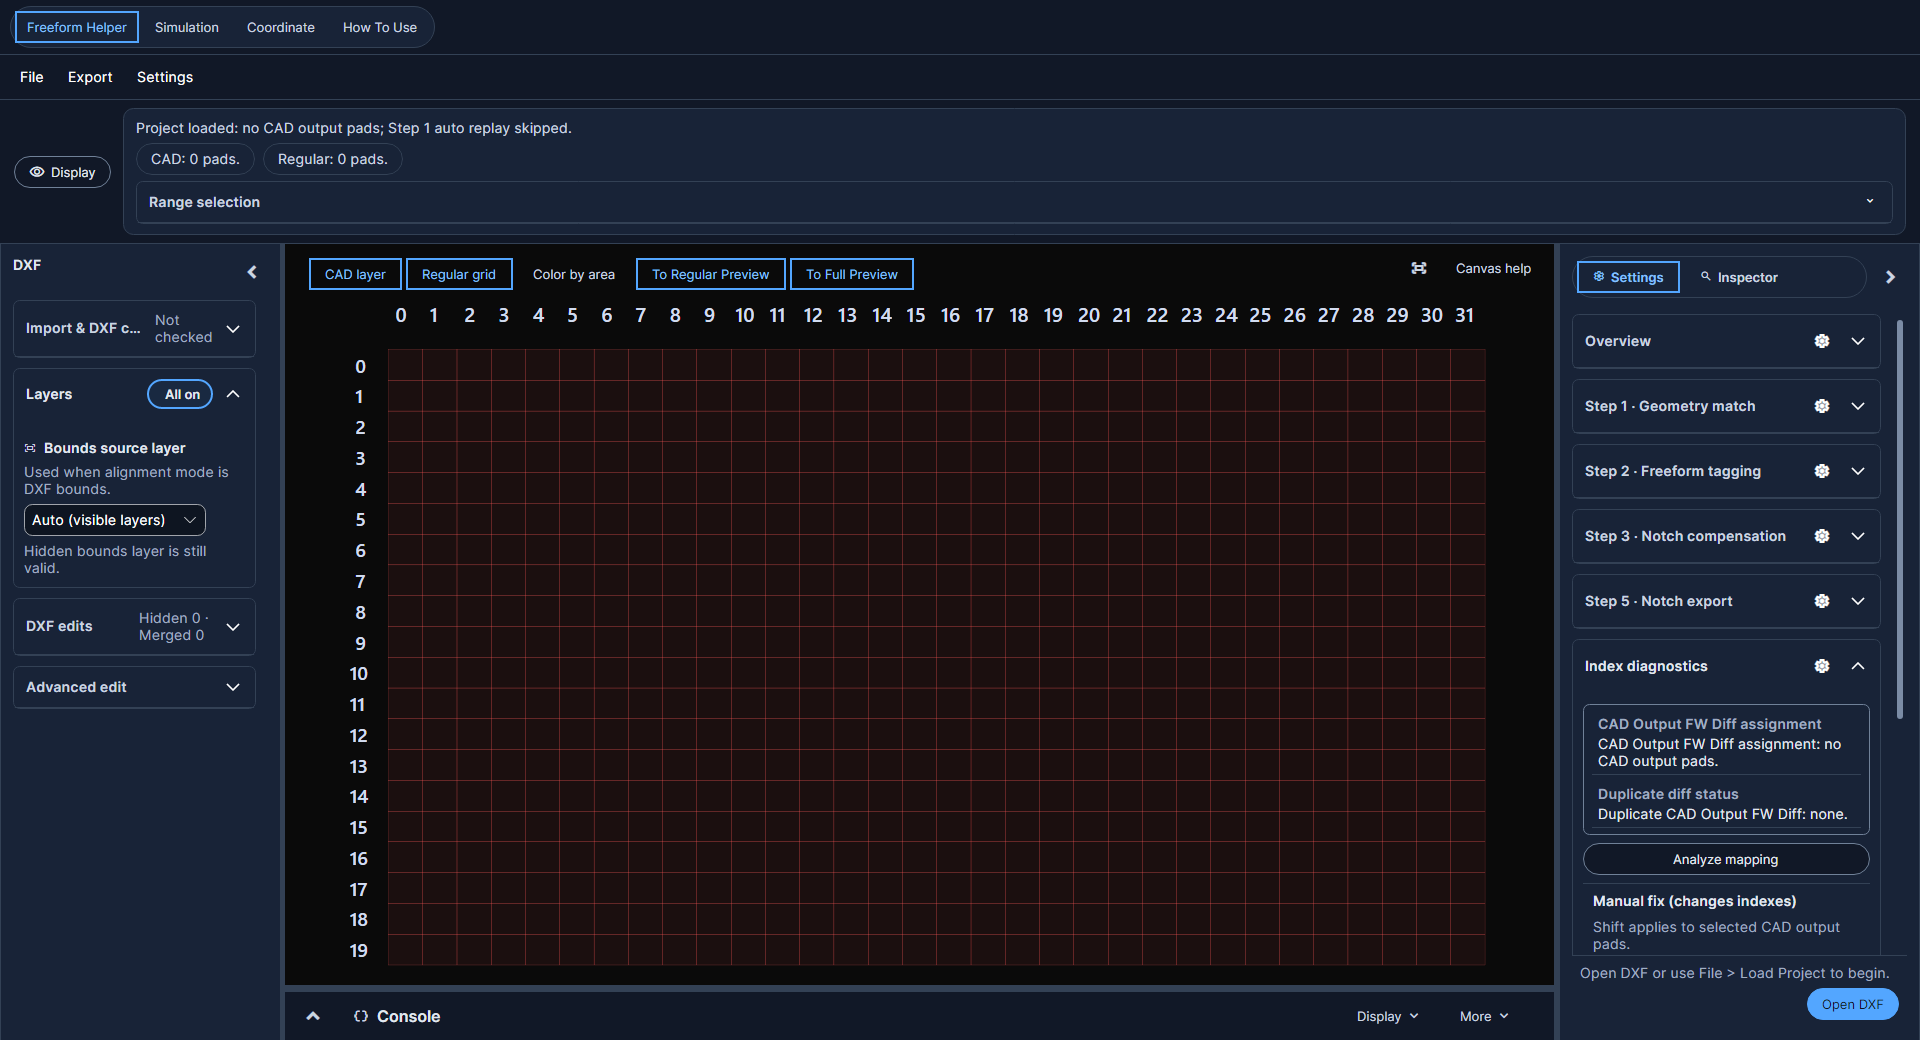 Freeform Helper Simulation Coordinate How To Use
File Export Settings
Display
Project loaded: no CAD output pads; Step 1 auto replay skipped.
CAD: 0 pads. Regular: 0 pads.
Range selection
DXF
Import & DXF c... Not checked
Layers All on
Bounds source layer
Used when alignment mode is
DXF bounds.
Auto (visible layers)
Hidden bounds layer is still
valid.
DXF edits Hidden 0 ·
Merged 0
Advanced edit
CAD layer Regular grid Color by area To Regular Preview To Full Preview Canvas help
0 1 2 3 4 5 6 7 8 9 10 11 12 13 14 15 16 17 18 19 20 21 22 23 24 25 26 27 28 29 30 31
0
1
2
3
4
5
6
7
8
9
10
11
12
13
14
15
16
17
18
19
Console Display More
Settings Inspector
Overview
Step 1 · Geometry match
Step 2 · Freeform tagging
Step 3 · Notch compensation
Step 5 · Notch export
Index diagnostics
CAD Output FW Diff assignment
CAD Output FW Diff assignment: no
CAD output pads.
Duplicate diff status
Duplicate CAD Output FW Diff: none.
Analyze mapping
Manual fix (changes indexes)
Shift applies to selected CAD output
pads.
Open DXF or use File > Load Project to begin.
Open DXF